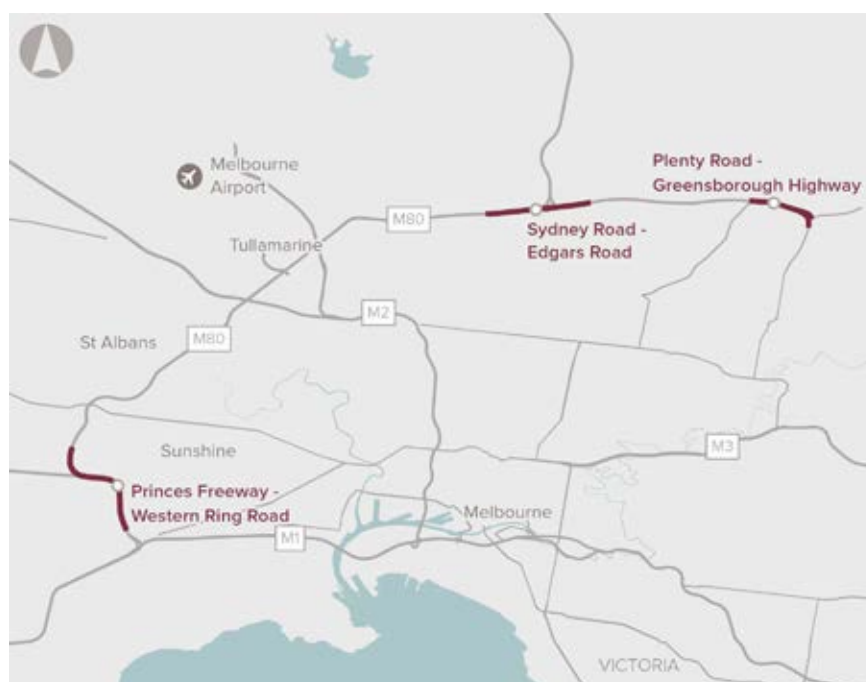 Melbourne
Airport
Plenty Road -
Greensborough Highway
M80
Sydney Road -
Edgars Road
Tullamarine
M2
M80
St Albans
M3
Sunshine
Princes Freeway -
Western Ring Road
Melbourne
M1
VICTORIA